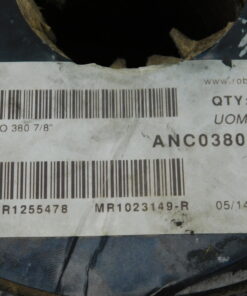 www.rob
QTY
O 380 7/8"
UOM
ANC0380
R1255478 MR1023149-R 05/14